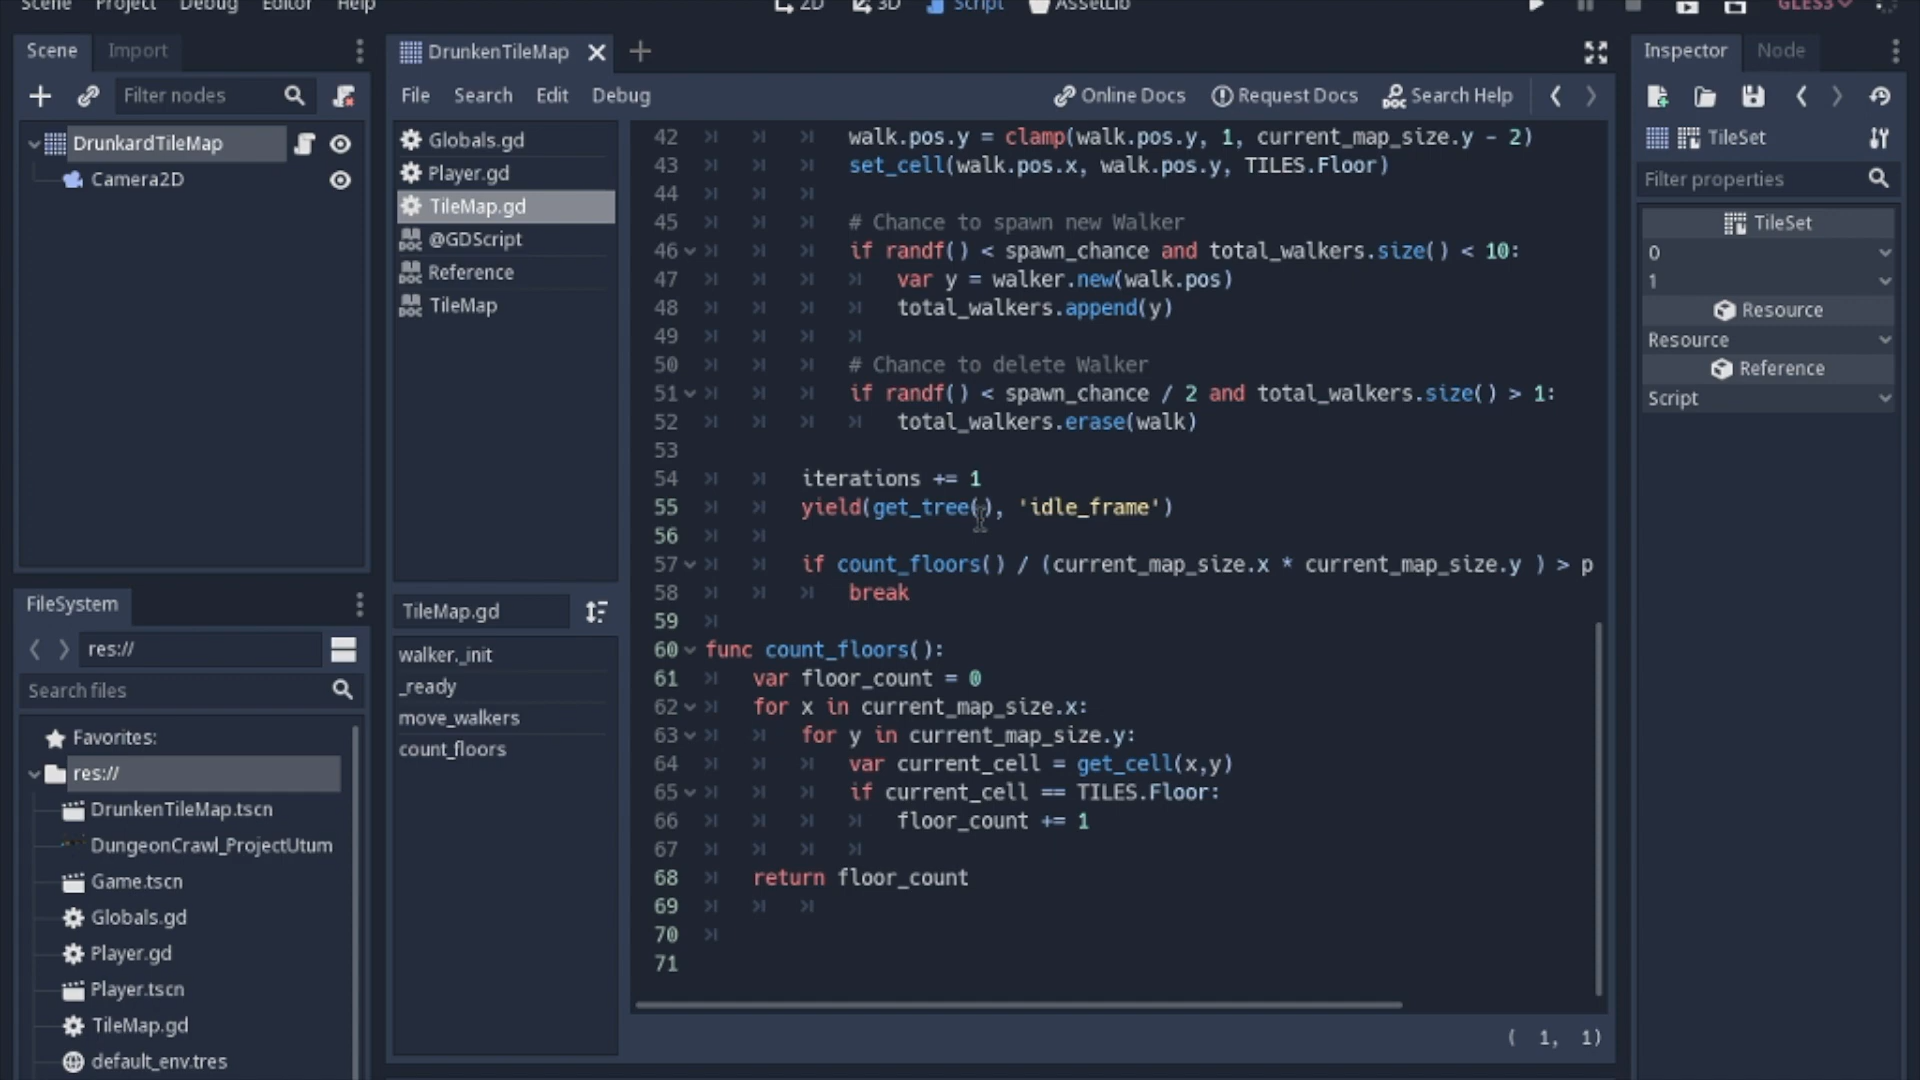 Scene Project Debug Editor Help
2D 3D Script AssetLib
GLES3
Scene Import
Filter nodes
DrunkardTileMap
Camera2D
FileSystem
res://
Search files
Favorites:
res://
DrunkenTileMap.tscn
DungeonCrawl_ProjectUtum
Game.tscn
Globals.gd
Player.gd
Player.tscn
TileMap.gd
default_env.tres
DrunkenTileMap
File Search Edit Debug
Online Docs Request Docs Search Help
Globals.gd
Player.gd
TileMap.gd
@GDScript
Reference
TileMap
TileMap.gd
walker._init
_ready
move_walkers
count_floors
42 walk.pos.y = clamp(walk.pos.y, 1, current_map_size.y - 2)
43 set_cell(walk.pos.x, walk.pos.y, TILES.Floor)
44
45 # Chance to spawn new Walker
46 if randf() < spawn_chance and total_walkers.size() < 10:
47 var y = walker.new(walk.pos)
48 total_walkers.append(y)
49
50 # Chance to delete Walker
51 if randf() < spawn_chance / 2 and total_walkers.size() > 1:
52 total_walkers.erase(walk)
53
54 iterations += 1
55 yield(get_tree(), 'idle_frame')
56
57 if count_floors() / (current_map_size.x * current_map_size.y ) > p
58 break
59
60 func count_floors():
61 var floor_count = 0
62 for x in current_map_size.x:
63 for y in current_map_size.y:
64 var current_cell = get_cell(x,y)
65 if current_cell == TILES.Floor:
66 floor_count += 1
67
68 return floor_count
69
70
71
( 1, 1)
Inspector Node
TileSet
Filter properties
TileSet
0
1
Resource
Resource
Reference
Script